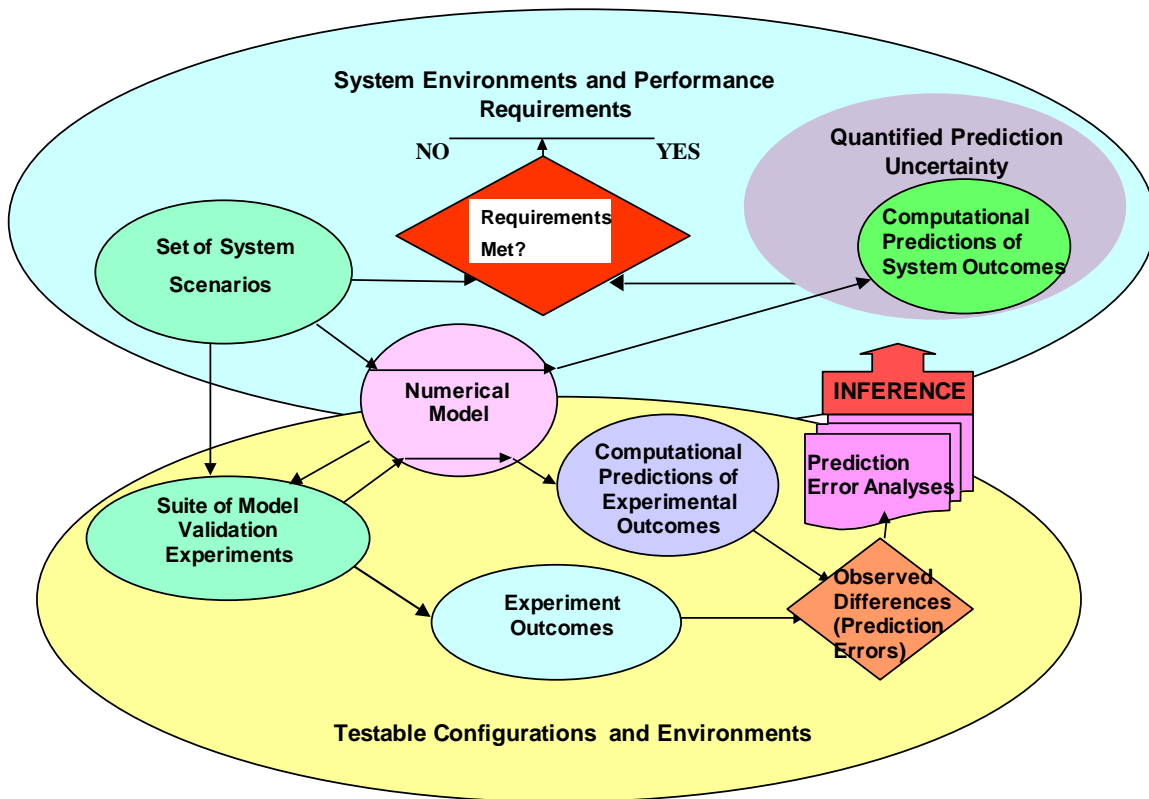 System Environments and Performance
Requirements
NO
YES
Quantified Prediction
Uncertainty
Requirements
Met?
Computational
Predictions of
System Outcomes
Set of System
Scenarios
INFERENCE
Numerical
Model
Prediction
Error Analyses
Computational
Predictions of
Experimental
Outcomes
Suite of Model
Validation
Experiments
Observed
Differences
(Prediction
Errors)
Experiment
Outcomes
Testable Configurations and Environments